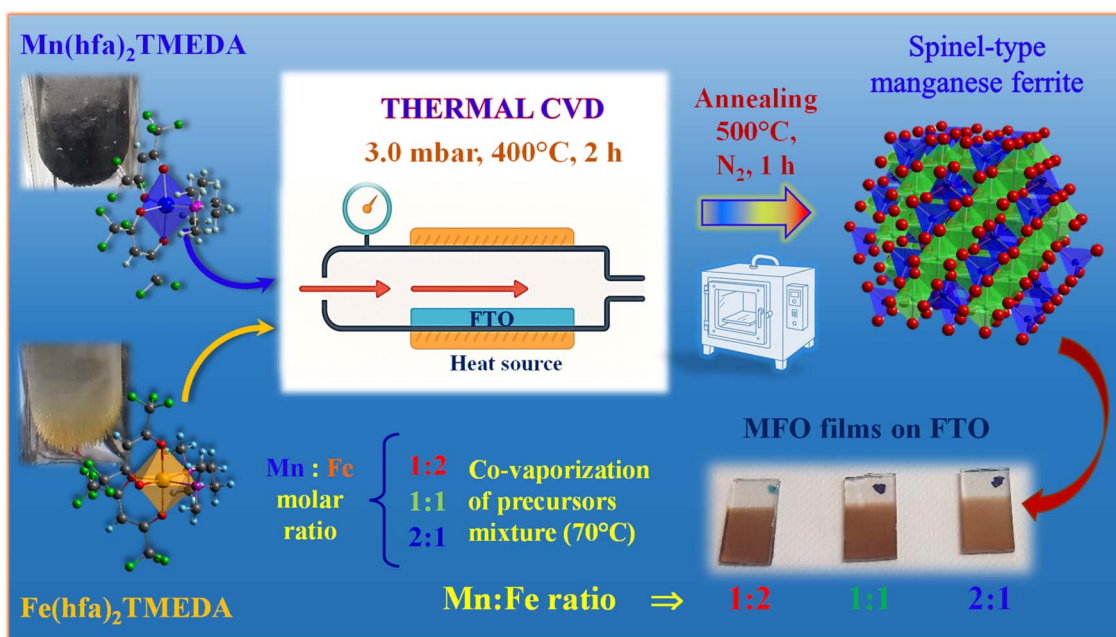 Mn(hfa)₂TMEDA
THERMAL CVD
3.0 mbar, 400°C, 2 h
FTO
Heat source
Annealing
500°C,
N₂, 1 h
Spinel-type
manganese ferrite
Fe(hfa)₂TMEDA
Mn : Fe
molar
ratio
1:2
1:1
2:1
Co-vaporization
of precursors
mixture (70°C)
MFO films on FTO
Mn:Fe ratio ⇒ 1:2 1:1 2:1